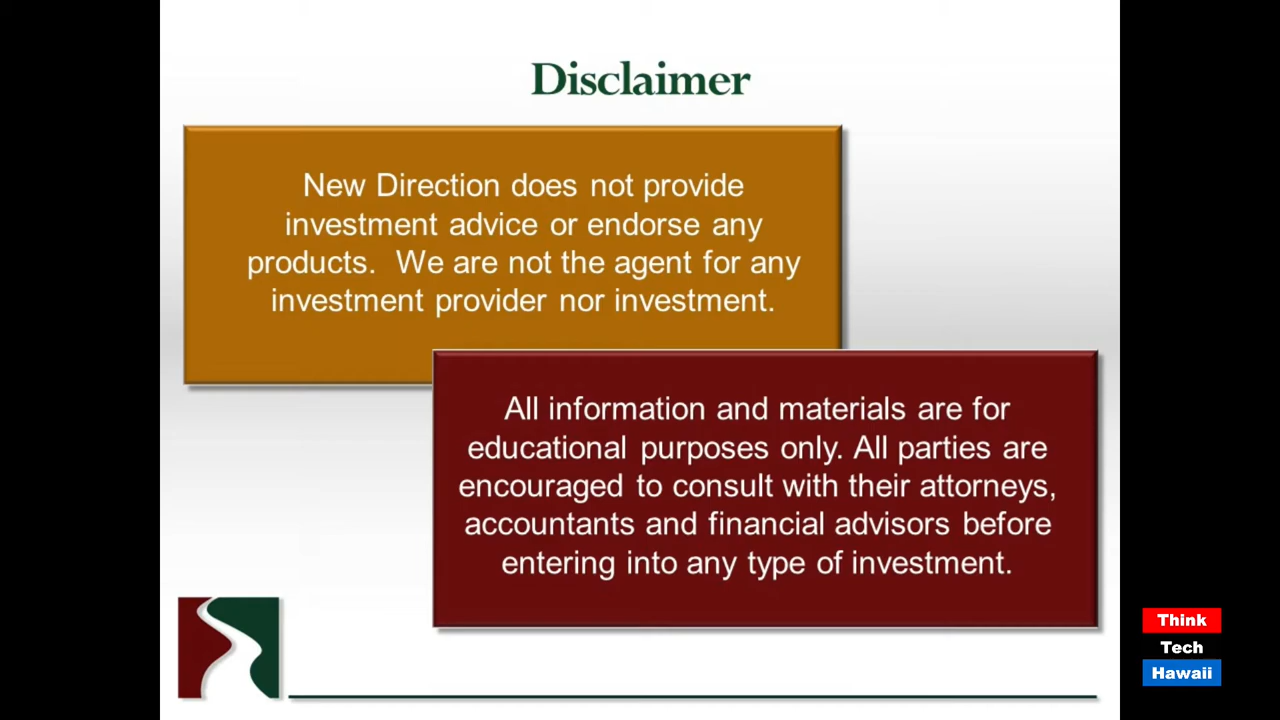 Disclaimer
New Direction does not provide
investment advice or endorse any
products.  We are not the agent for any
investment provider nor investment.
All information and materials are for
educational purposes only. All parties are
encouraged to consult with their attorneys,
accountants and financial advisors before
entering into any type of investment.
Think
Tech
Hawaii